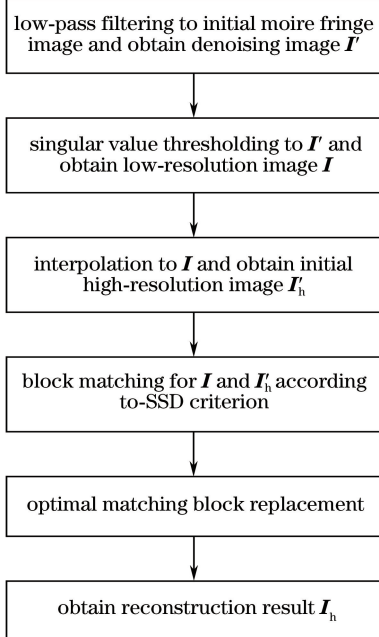 low-pass filtering to initial moire fringe
image and obtain denoising image I′
singular value thresholding to I′ and
obtain low-resolution image I
interpolation to I and obtain initial
high-resolution image I′h
block matching for I and I′h according
to-SSD criterion
optimal matching block replacement
obtain reconstruction result Ih